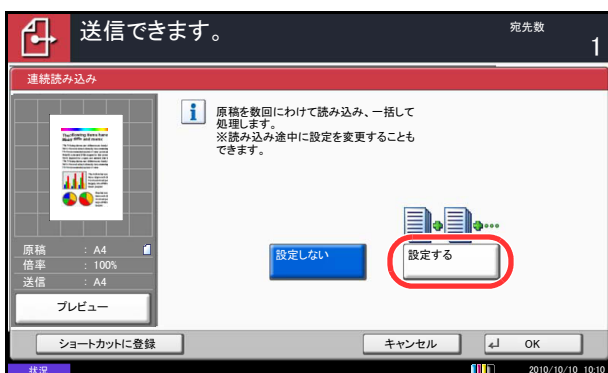 送信できます。
宛先数
1
連続読み込み
原稿を数回にわけて読み込み、一括して
処理します。
※読み込み途中に設定を変更することも
できます。
原稿 : A4
倍率 : 100%
送信 : A4
プレビュー
設定しない
設定する
ショートカットに登録
キャンセル
OK
状況
2010/10/10 10:10